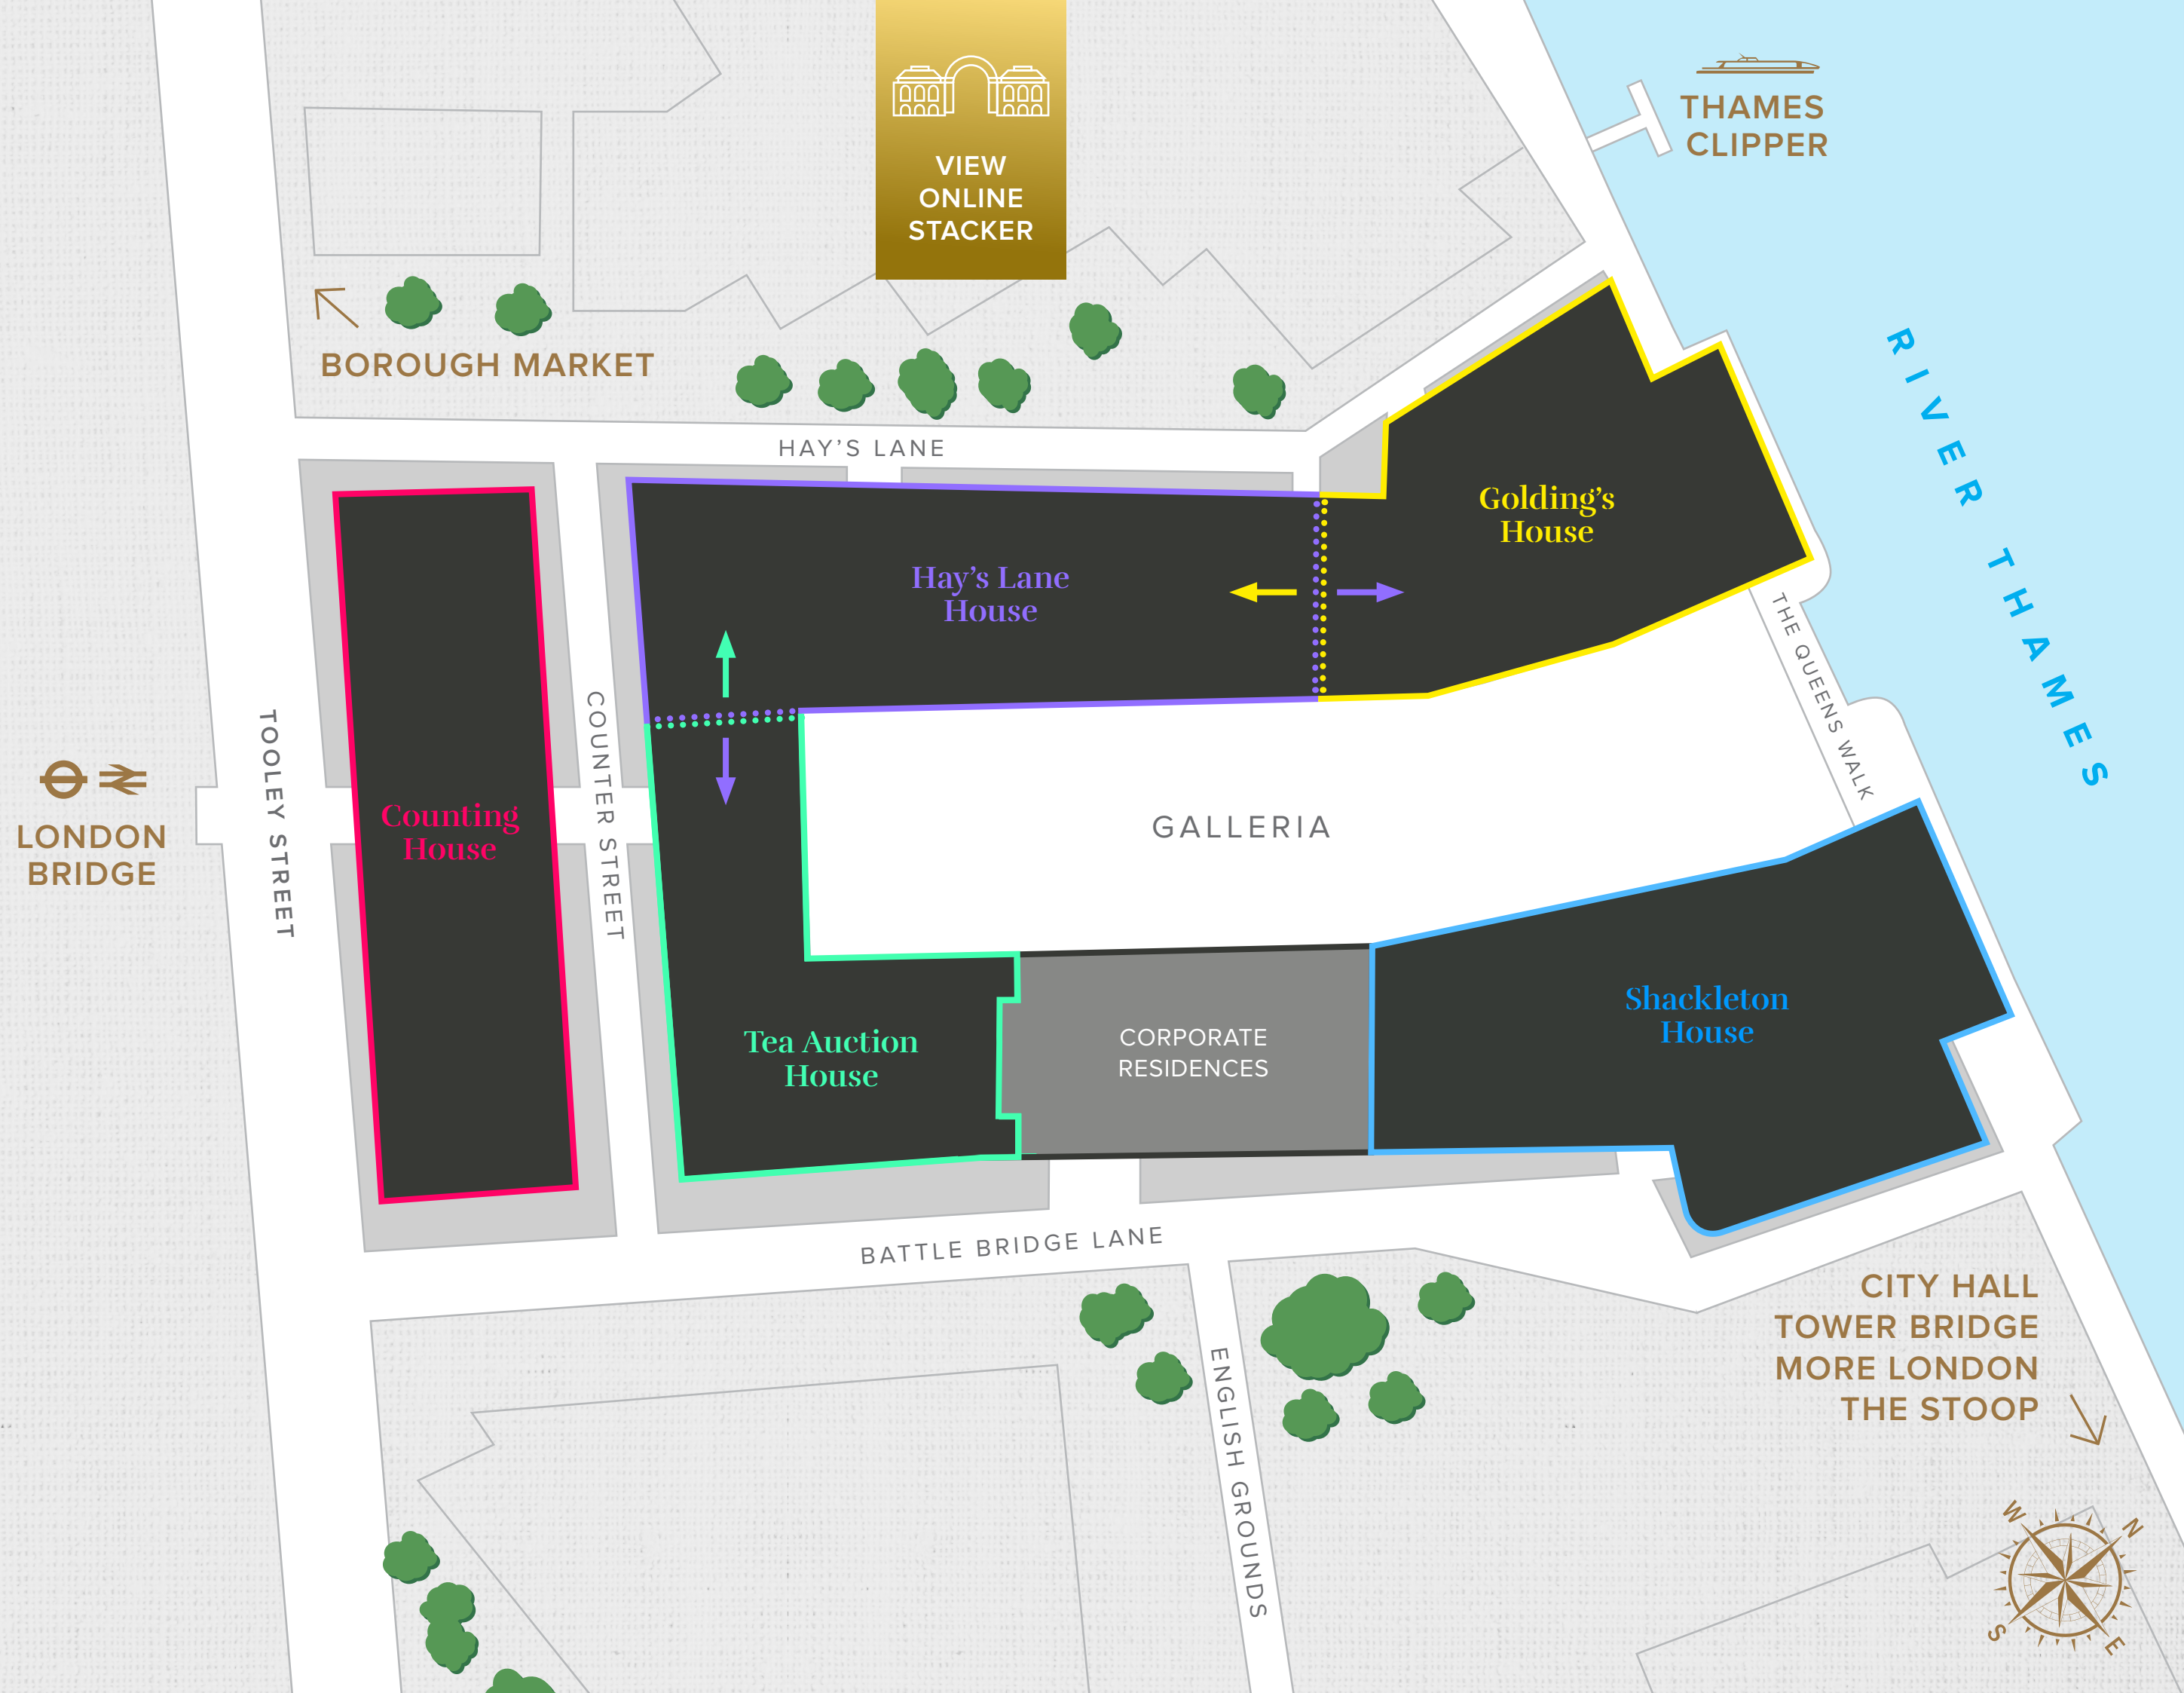 VIEW
ONLINE
STACKER
THAMES
CLIPPER
RIVER THAMES
BOROUGH MARKET
HAY’S LANE
Golding’s
House
Hay’s Lane
House
THE QUEENS WALK
TOOLEY STREET
COUNTER STREET
LONDON
BRIDGE
Counting
House
GALLERIA
Tea Auction
House
CORPORATE
RESIDENCES
Shackleton
House
BATTLE BRIDGE LANE
ENGLISH GROUNDS
CITY HALL
TOWER BRIDGE
MORE LONDON
THE STOOP
W
N
S
E